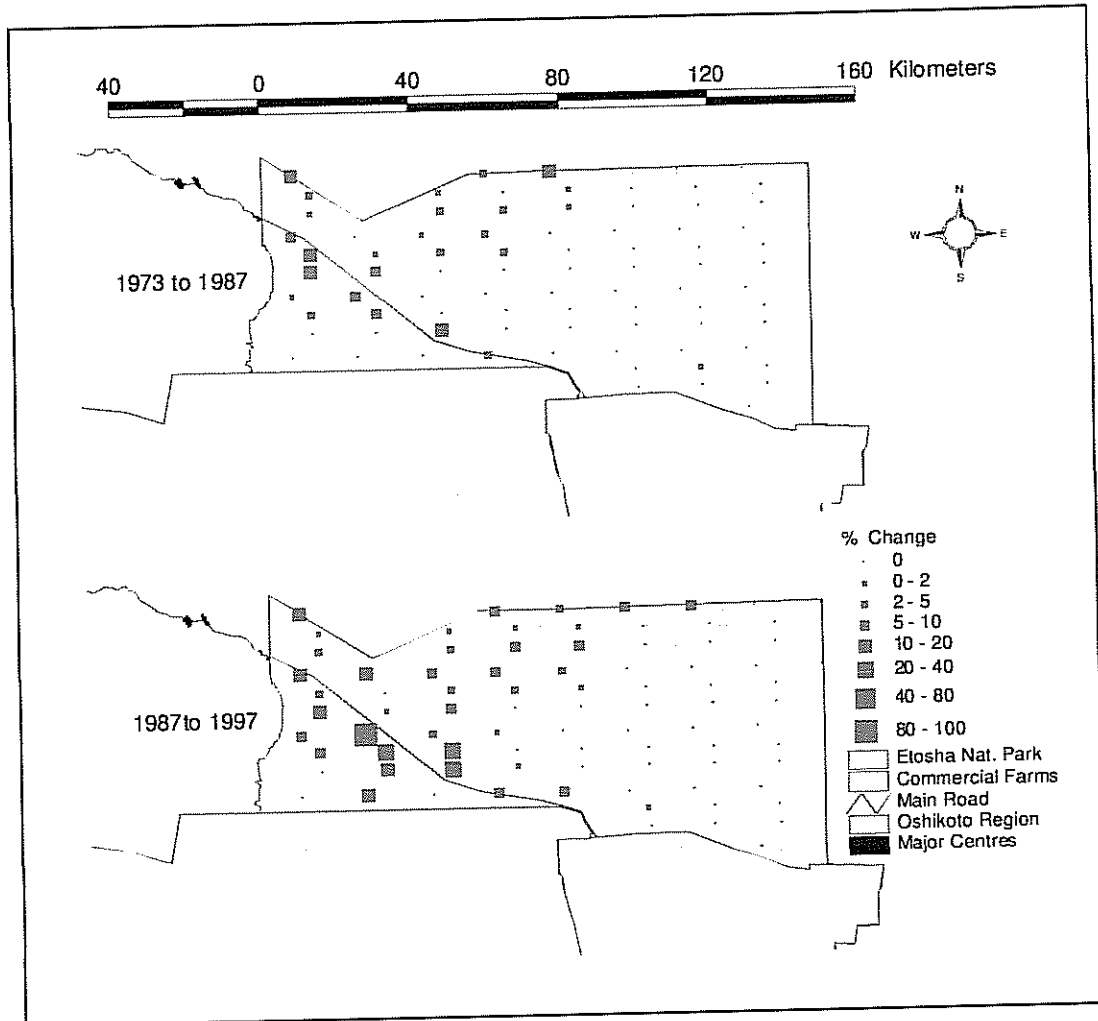 40 0 40 80 120 160 Kilometers
N
W E
S
1973 to 1987
% Change
0
0 - 2
2 - 5
5 - 10
10 - 20
20 - 40
40 - 80
80 - 100
1987to 1997
Etosha Nat. Park
Commercial Farms
Main Road
Oshikoto Region
Major Centres